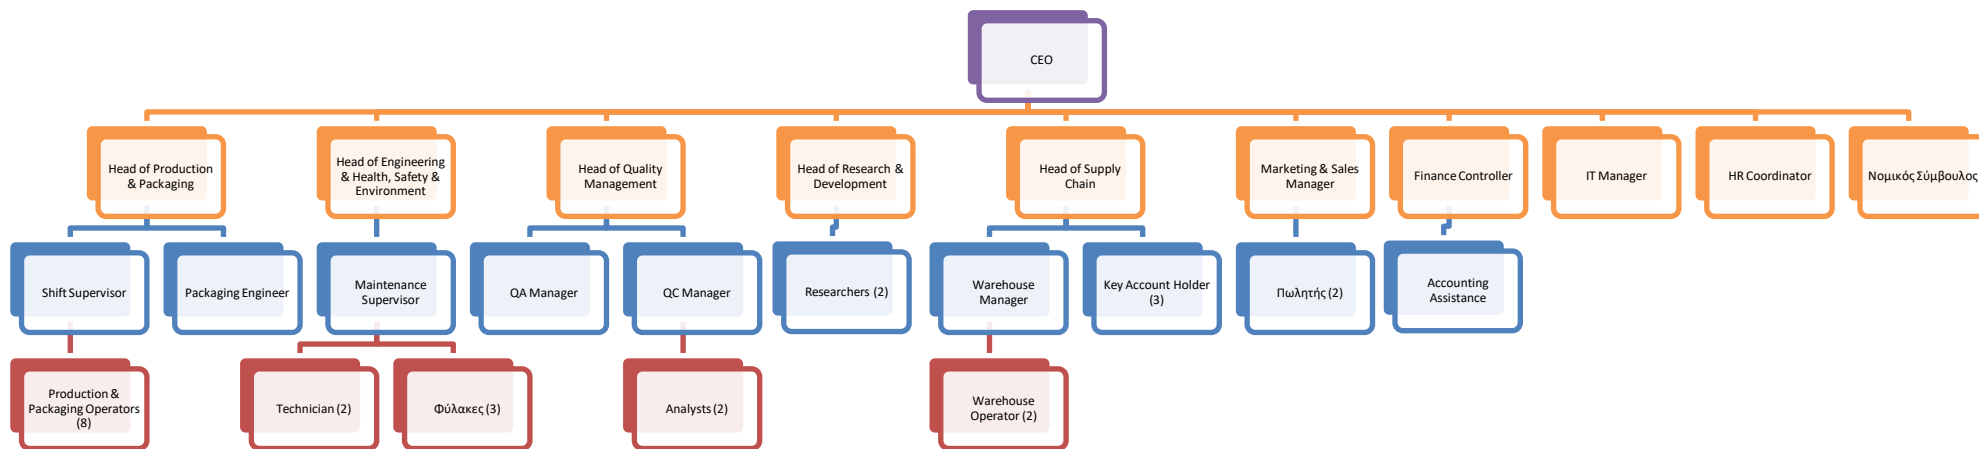 CEO
Head of Production
& Packaging
Head of Engineering
& Health, Safety &
Environment
Head of Quality
Management
Head of Research &
Development
Head of Supply
Chain
Marketing & Sales
Manager
Finance Controller
IT Manager
HR Coordinator
Νομικός Σύμβουλος
Shift Supervisor
Packaging Engineer
Maintenance
Supervisor
QA Manager
QC Manager
Researchers (2)
Warehouse
Manager
Key Account Holder
(3)
Πωλητής (2)
Accounting
Assistance
Production &
Packaging Operators
(8)
Technician (2)
Φύλακες (3)
Analysts (2)
Warehouse
Operator (2)